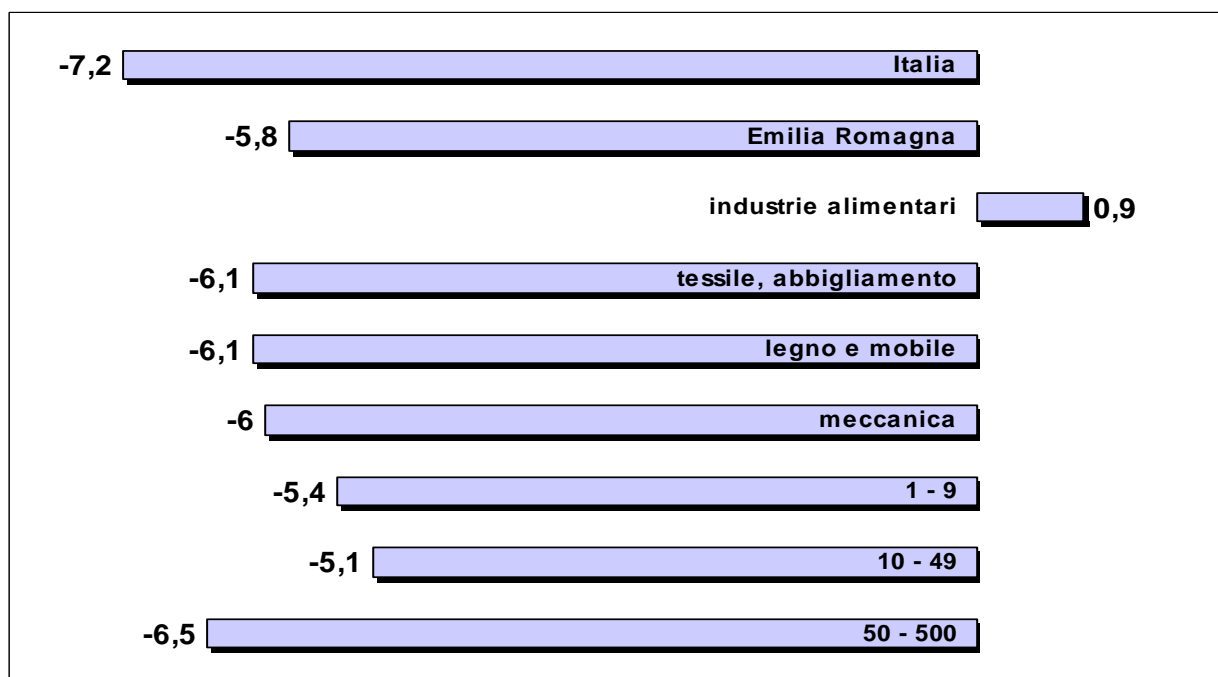 -7,2 Italia
-5,8 Emilia Romagna
industrie alimentari 0,9
-6,1 tessile, abbigliamento
-6,1 legno e mobile
-6 meccanica
-5,4 1 - 9
-5,1 10 - 49
-6,5 50 - 500